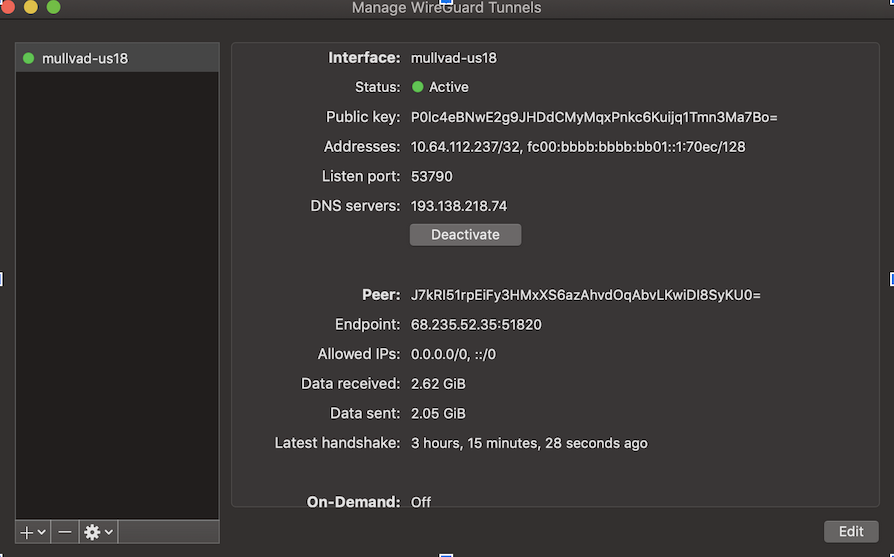 Manage WireGuard Tunnels
mullvad-us18
Interface: mullvad-us18
Status: Active
Public key: P0lc4eBNwE2g9JHDdCMyMqxPnkc6Kuijq1Tmn3Ma7Bo=
Addresses: 10.64.112.237/32, fc00:bbbb:bbbb:bb01::1:70ec/128
Listen port: 53790
DNS servers: 193.138.218.74
Deactivate
Peer: J7kRI51rpEiFy3HMxXS6azAhvdOqAbvLKwiDI8SyKU0=
Endpoint: 68.235.52.35:51820
Allowed IPs: 0.0.0.0/0, ::/0
Data received: 2.62 GiB
Data sent: 2.05 GiB
Latest handshake: 3 hours, 15 minutes, 28 seconds ago
On-Demand: Off
Edit